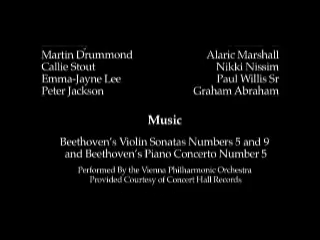 Martin Drummond Alaric Marshall
Callie Stout Nikki Nissim
Emma-Jayne Lee Paul Willis Sr
Peter Jackson Graham Abraham
Music
Beethoven's Violin Sonatas Numbers 5 and 9
and Beethoven's Piano Concerto Number 5
Performed By the Vienna Philharmonic Orchestra
Provided Courtesy of Concert Hall Records